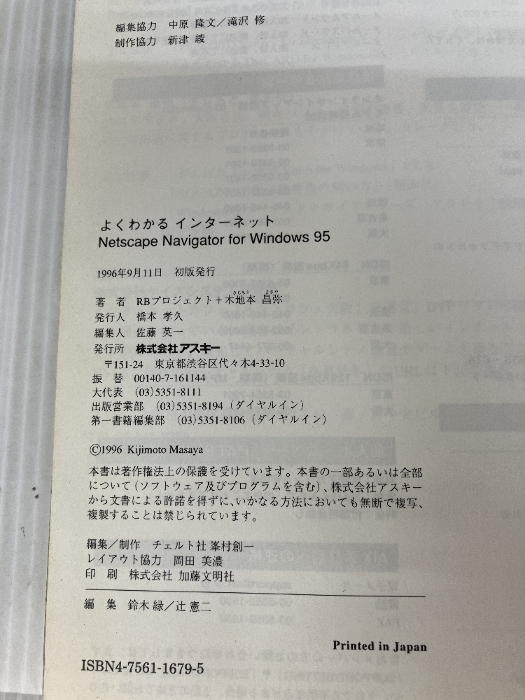 編集協力 中原 隆文／滝沢 修
制作協力 新津 綾
よくわかる インターネット
Netscape Navigator for Windows 95
1996年9月11日 初版発行
著 者 RBプロジェクト＋木地本 昌弥
発行人 橋本 孝久
編集人 佐藤 英一
発行所 株式会社アスキー
〒151-24 東京都渋谷区代々木4-33-10
振 替 00140-7-161144
大代表 (03)5351-8111
出版営業部 (03)5351-8194（ダイヤルイン）
第一書籍編集部 (03)5351-8106（ダイヤルイン）
©1996 Kijimoto Masaya
本書は著作権法上の保護を受けています。本書の一部あるいは全部
について（ソフトウェア及びプログラムを含む）、株式会社アスキー
から文書による許諾を得ずに、いかなる方法においても無断で複写、
複製することは禁じられています。
編集／制作 チェルト社 峯村創一
レイアウト協力 岡田 美濃
印 刷 株式会社 加藤文明社
編 集 鈴木 緑／辻 憲二
Printed in Japan
ISBN4-7561-1679-5